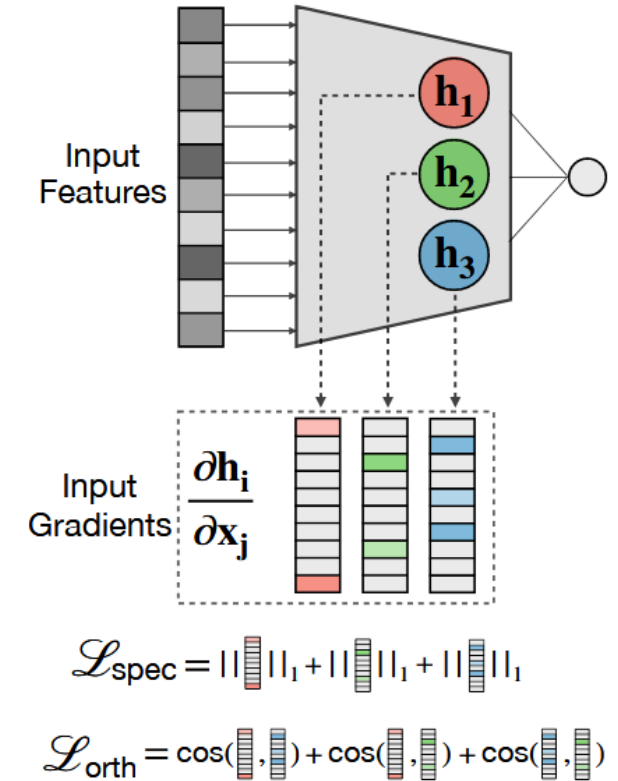 Input
Features
h₁
h₂
h₃
Input
Gradients
∂hᵢ
∂xⱼ
ℒspec = || ||₁ + || ||₁ + || ||₁
ℒorth = cos( , ) + cos( , ) + cos( , )